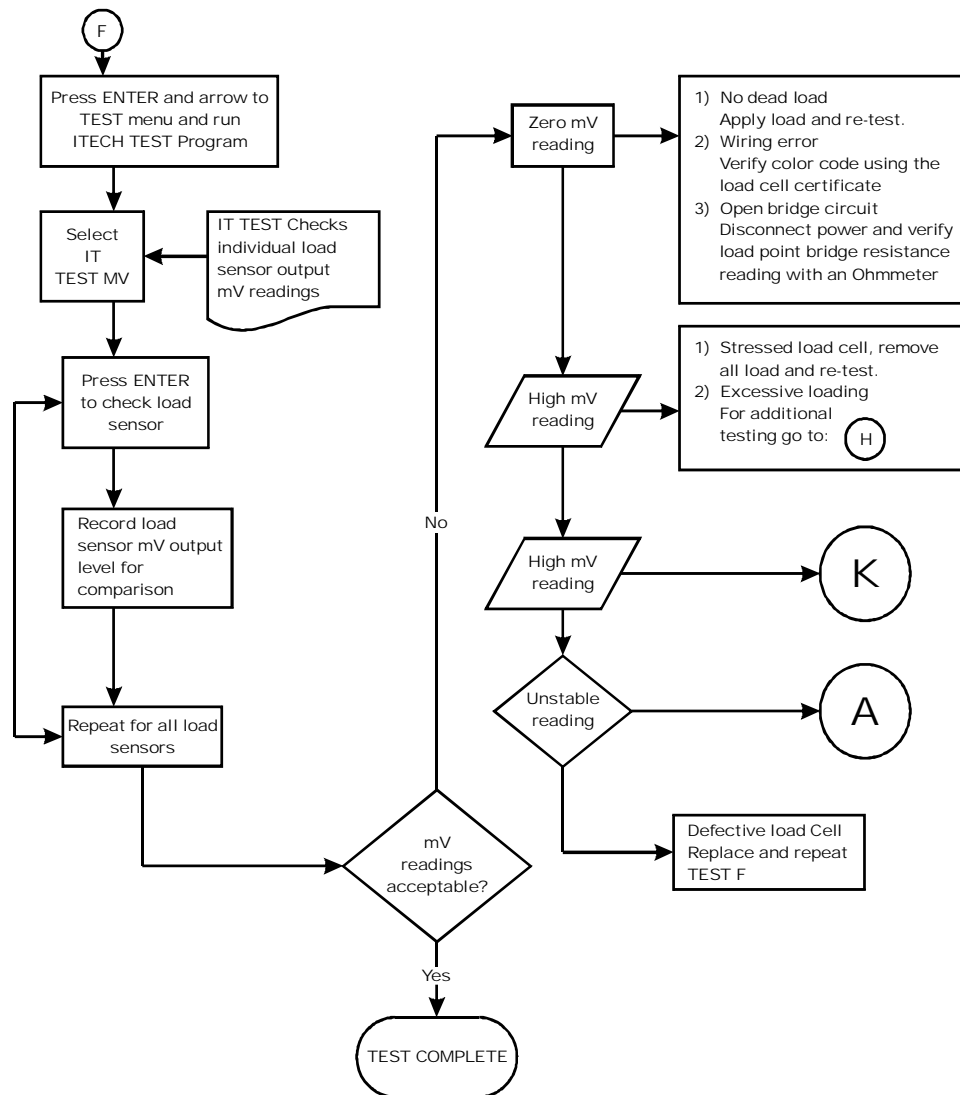 F
Press ENTER and arrow to
TEST menu and run
ITECH TEST Program
Select
IT
TEST MV
IT TEST Checks
individual load
sensor output
mV readings
Press ENTER
to check load
sensor
Record load
sensor mV output
level for
comparison
Repeat for all load
sensors
mV
readings
acceptable?
Yes
TEST COMPLETE
No
Zero mV
reading
1) No dead load
Apply load and re-test.
2) Wiring error
Verify color code using the
load cell certificate
3) Open bridge circuit
Disconnect power and verify
load point bridge resistance
reading with an Ohmmeter
High mV
reading
1) Stressed load cell, remove
all load and re-test.
2) Excessive loading
For additional
testing go to: H
High mV
reading
K
Unstable
reading
A
Defective load Cell
Replace and repeat
TEST F